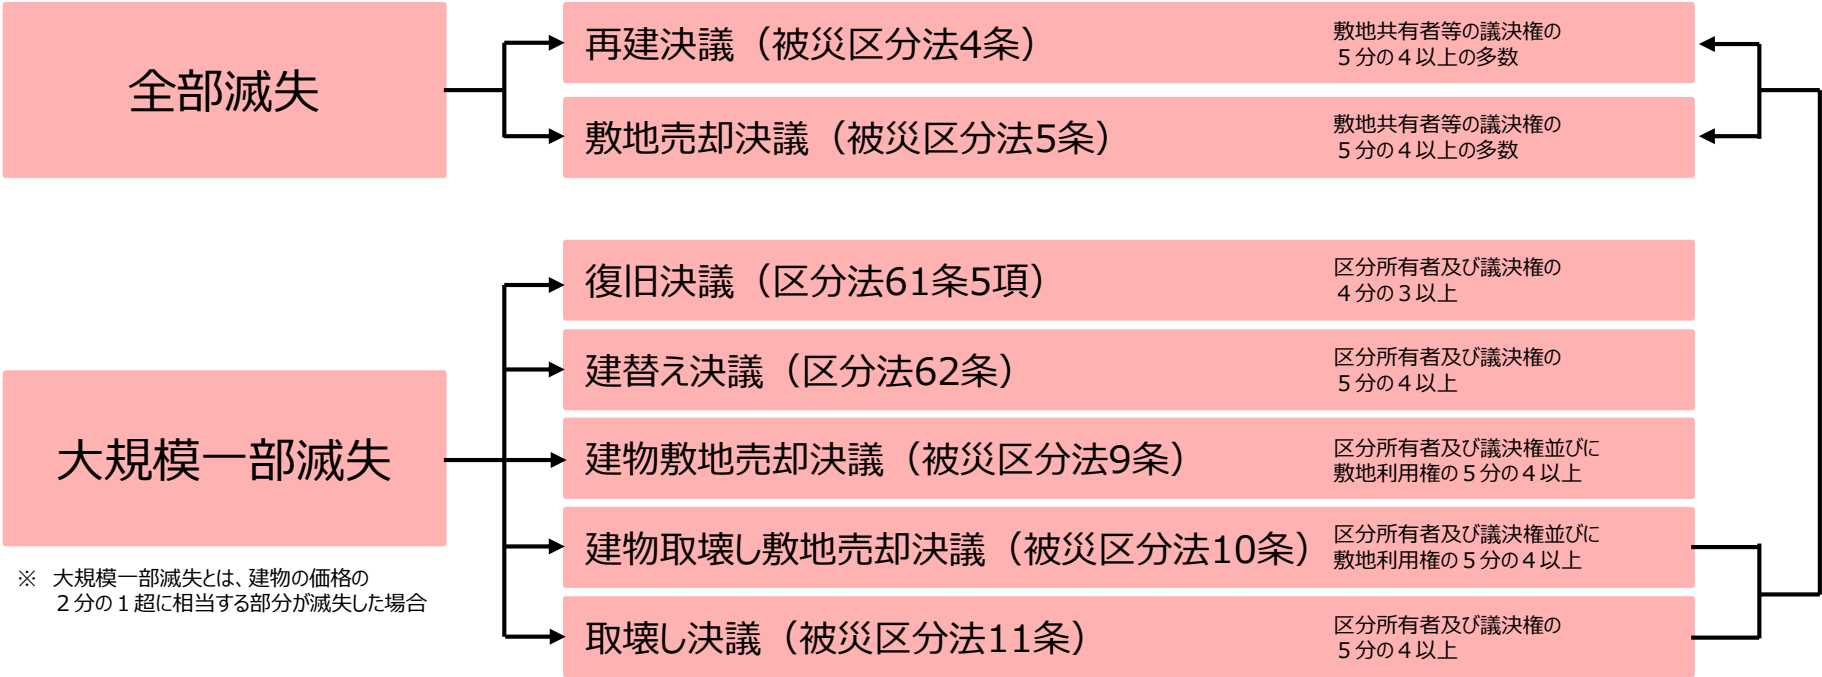 全部滅失
再建決議（被災区分法4条）
敷地共有者等の議決権の
５分の４以上の多数
敷地売却決議（被災区分法5条）
敷地共有者等の議決権の
５分の４以上の多数
大規模一部滅失
※　大規模一部滅失とは、建物の価格の
２分の１超に相当する部分が滅失した場合
復旧決議（区分法61条5項）
区分所有者及び議決権の
４分の３以上
建替え決議（区分法62条）
区分所有者及び議決権の
５分の４以上
建物敷地売却決議（被災区分法9条）
区分所有者及び議決権並びに
敷地利用権の５分の４以上
建物取壊し敷地売却決議（被災区分法10条）
区分所有者及び議決権並びに
敷地利用権の５分の４以上
取壊し決議（被災区分法11条）
区分所有者及び議決権の
５分の４以上